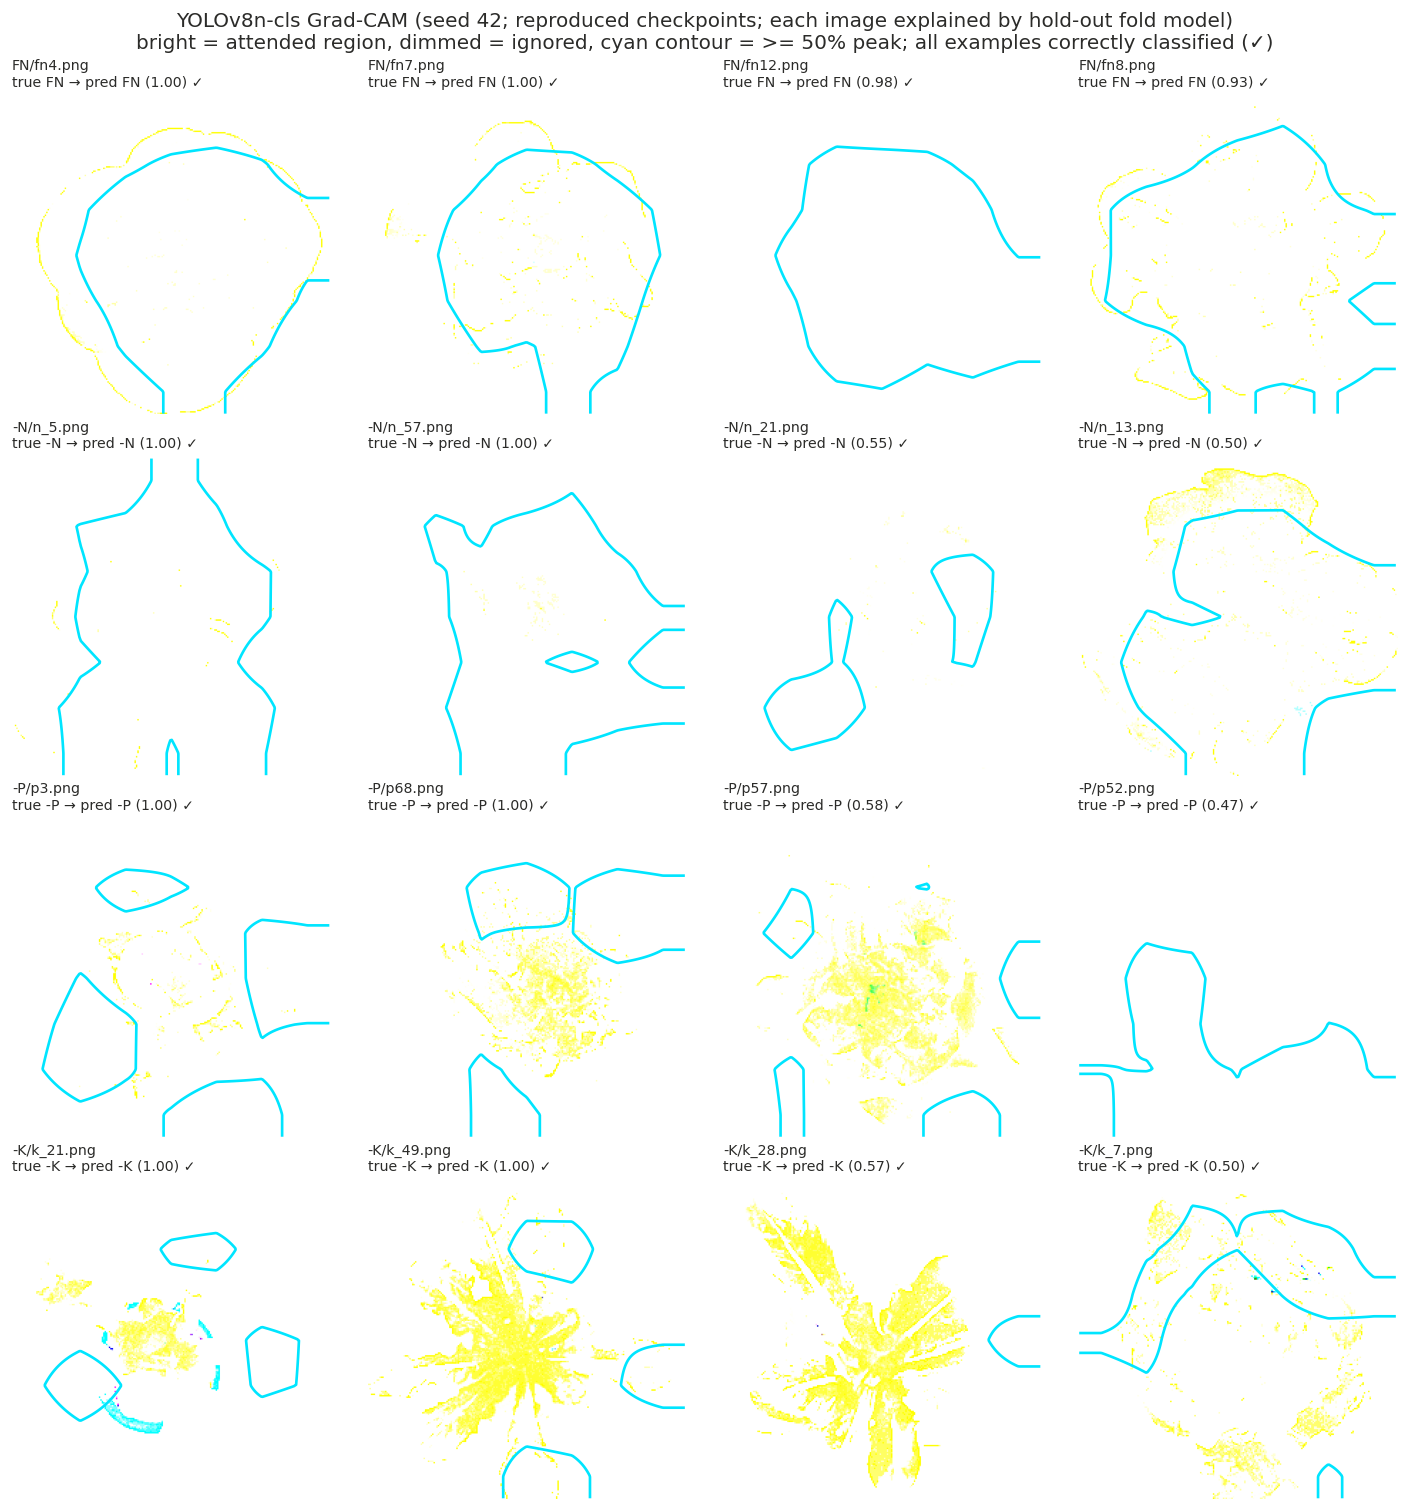 YOLOv8n-cls Grad-CAM (seed 42; reproduced checkpoints; each image explained by hold-out fold model)
bright = attended region, dimmed = ignored, cyan contour = >= 50% peak; all examples correctly classified (✓)
FN/fn4.png
true FN → pred FN (1.00) ✓
FN/fn7.png
true FN → pred FN (1.00) ✓
FN/fn12.png
true FN → pred FN (0.98) ✓
FN/fn8.png
true FN → pred FN (0.93) ✓
-N/n_5.png
true -N → pred -N (1.00) ✓
-N/n_57.png
true -N → pred -N (1.00) ✓
-N/n_21.png
true -N → pred -N (0.55) ✓
-N/n_13.png
true -N → pred -N (0.50) ✓
-P/p3.png
true -P → pred -P (1.00) ✓
-P/p68.png
true -P → pred -P (1.00) ✓
-P/p57.png
true -P → pred -P (0.58) ✓
-P/p52.png
true -P → pred -P (0.47) ✓
-K/k_21.png
true -K → pred -K (1.00) ✓
-K/k_49.png
true -K → pred -K (1.00) ✓
-K/k_28.png
true -K → pred -K (0.57) ✓
-K/k_7.png
true -K → pred -K (0.50) ✓